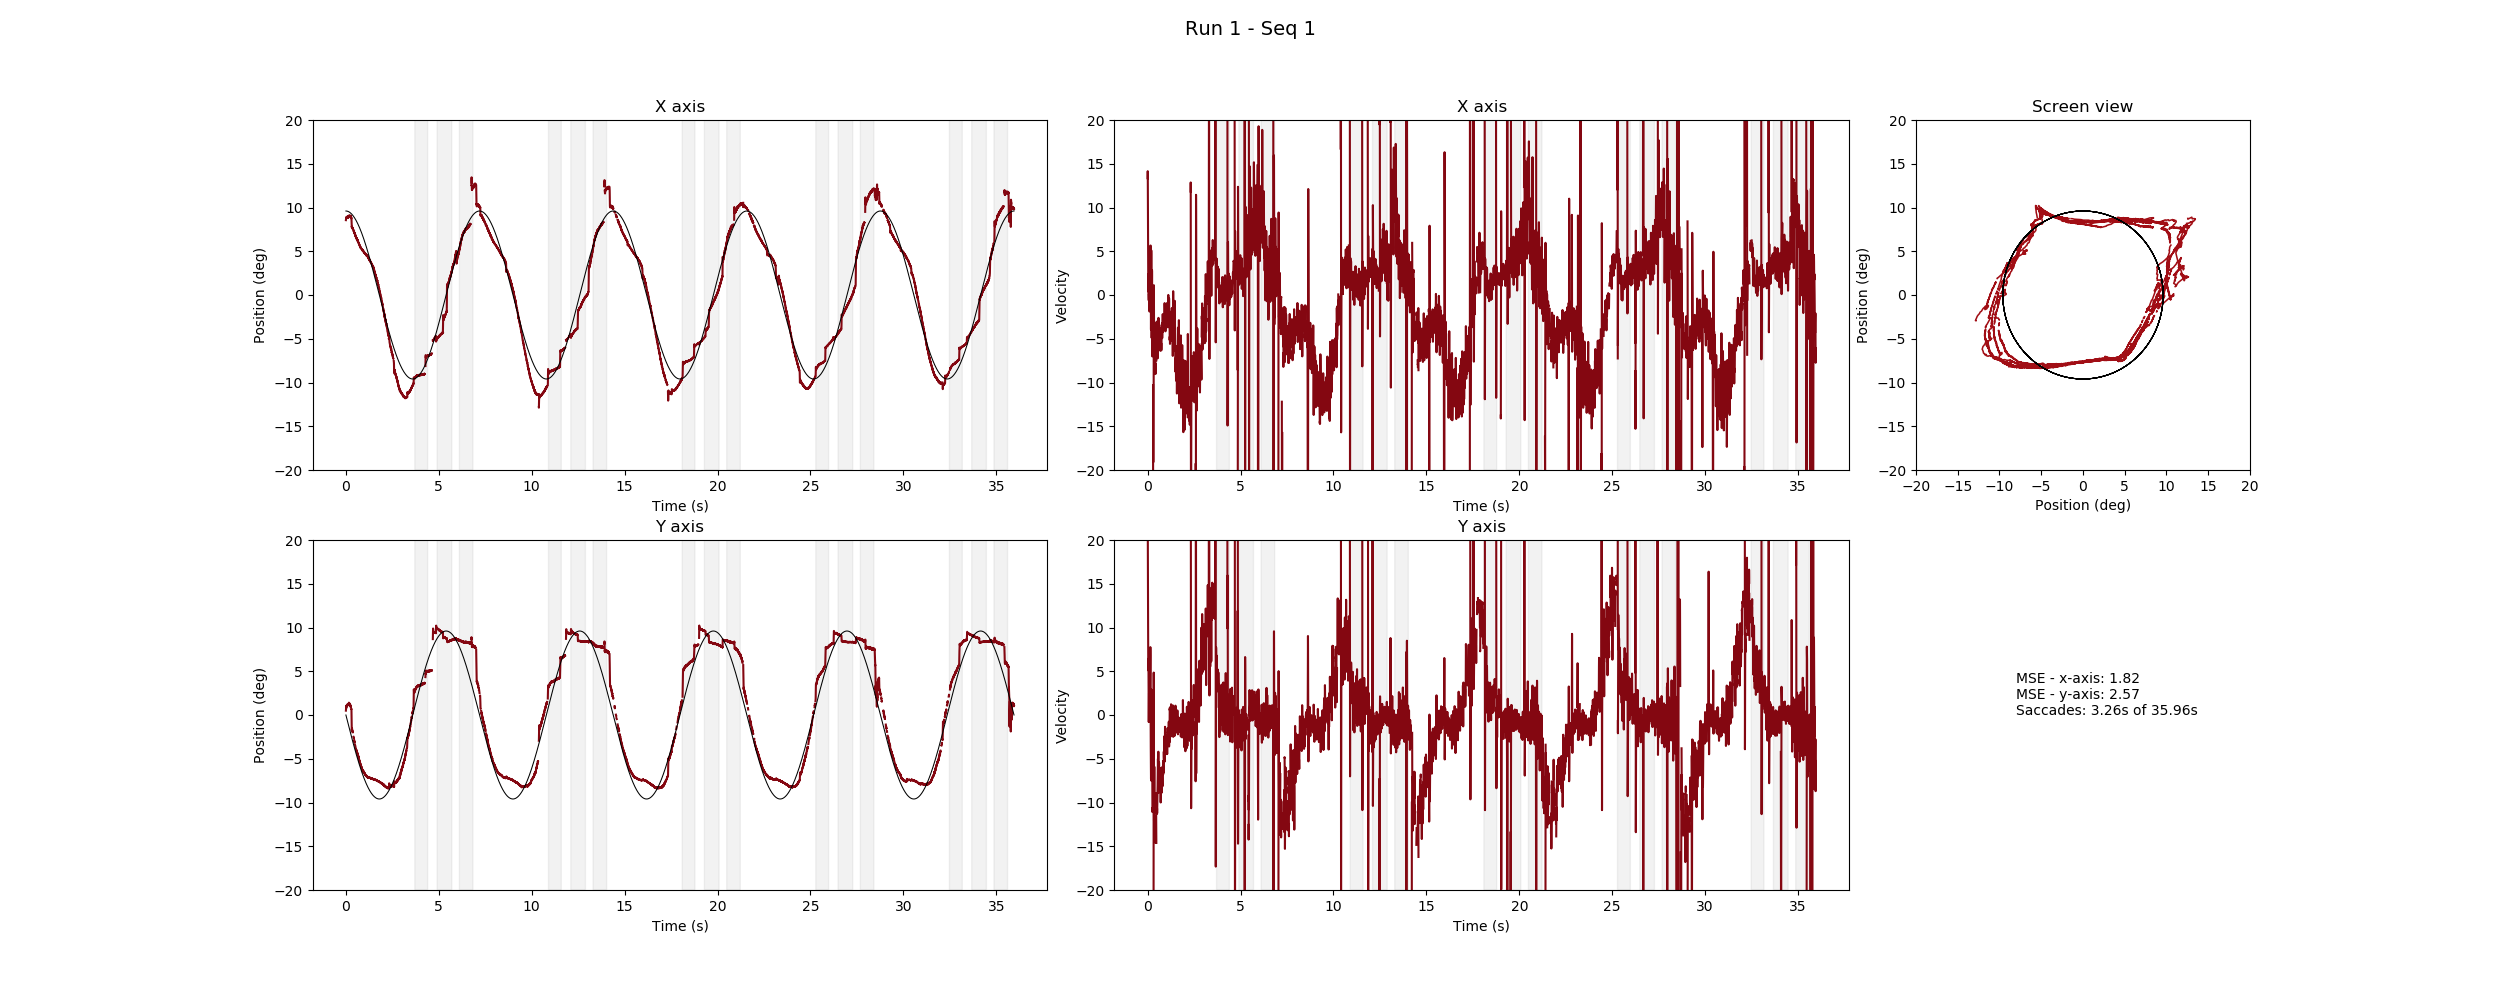 Run 1 - Seq 1
X axis
20
15
10
5
0
−5
−10
−15
−20
Position (deg)
0 5 10 15 20 25 30 35
Time (s)
X axis
20
15
10
5
0
−5
−10
−15
−20
Velocity
0 5 10 15 20 25 30 35
Time (s)
Screen view
20
15
10
5
0
−5
−10
−15
−20
Position (deg)
−20 −15 −10 −5 0 5 10 15 20
Position (deg)
Y axis
20
15
10
5
0
−5
−10
−15
−20
Position (deg)
0 5 10 15 20 25 30 35
Time (s)
Y axis
20
15
10
5
0
−5
−10
−15
−20
Velocity
0 5 10 15 20 25 30 35
Time (s)
MSE - x-axis: 1.82
MSE - y-axis: 2.57
Saccades: 3.26s of 35.96s